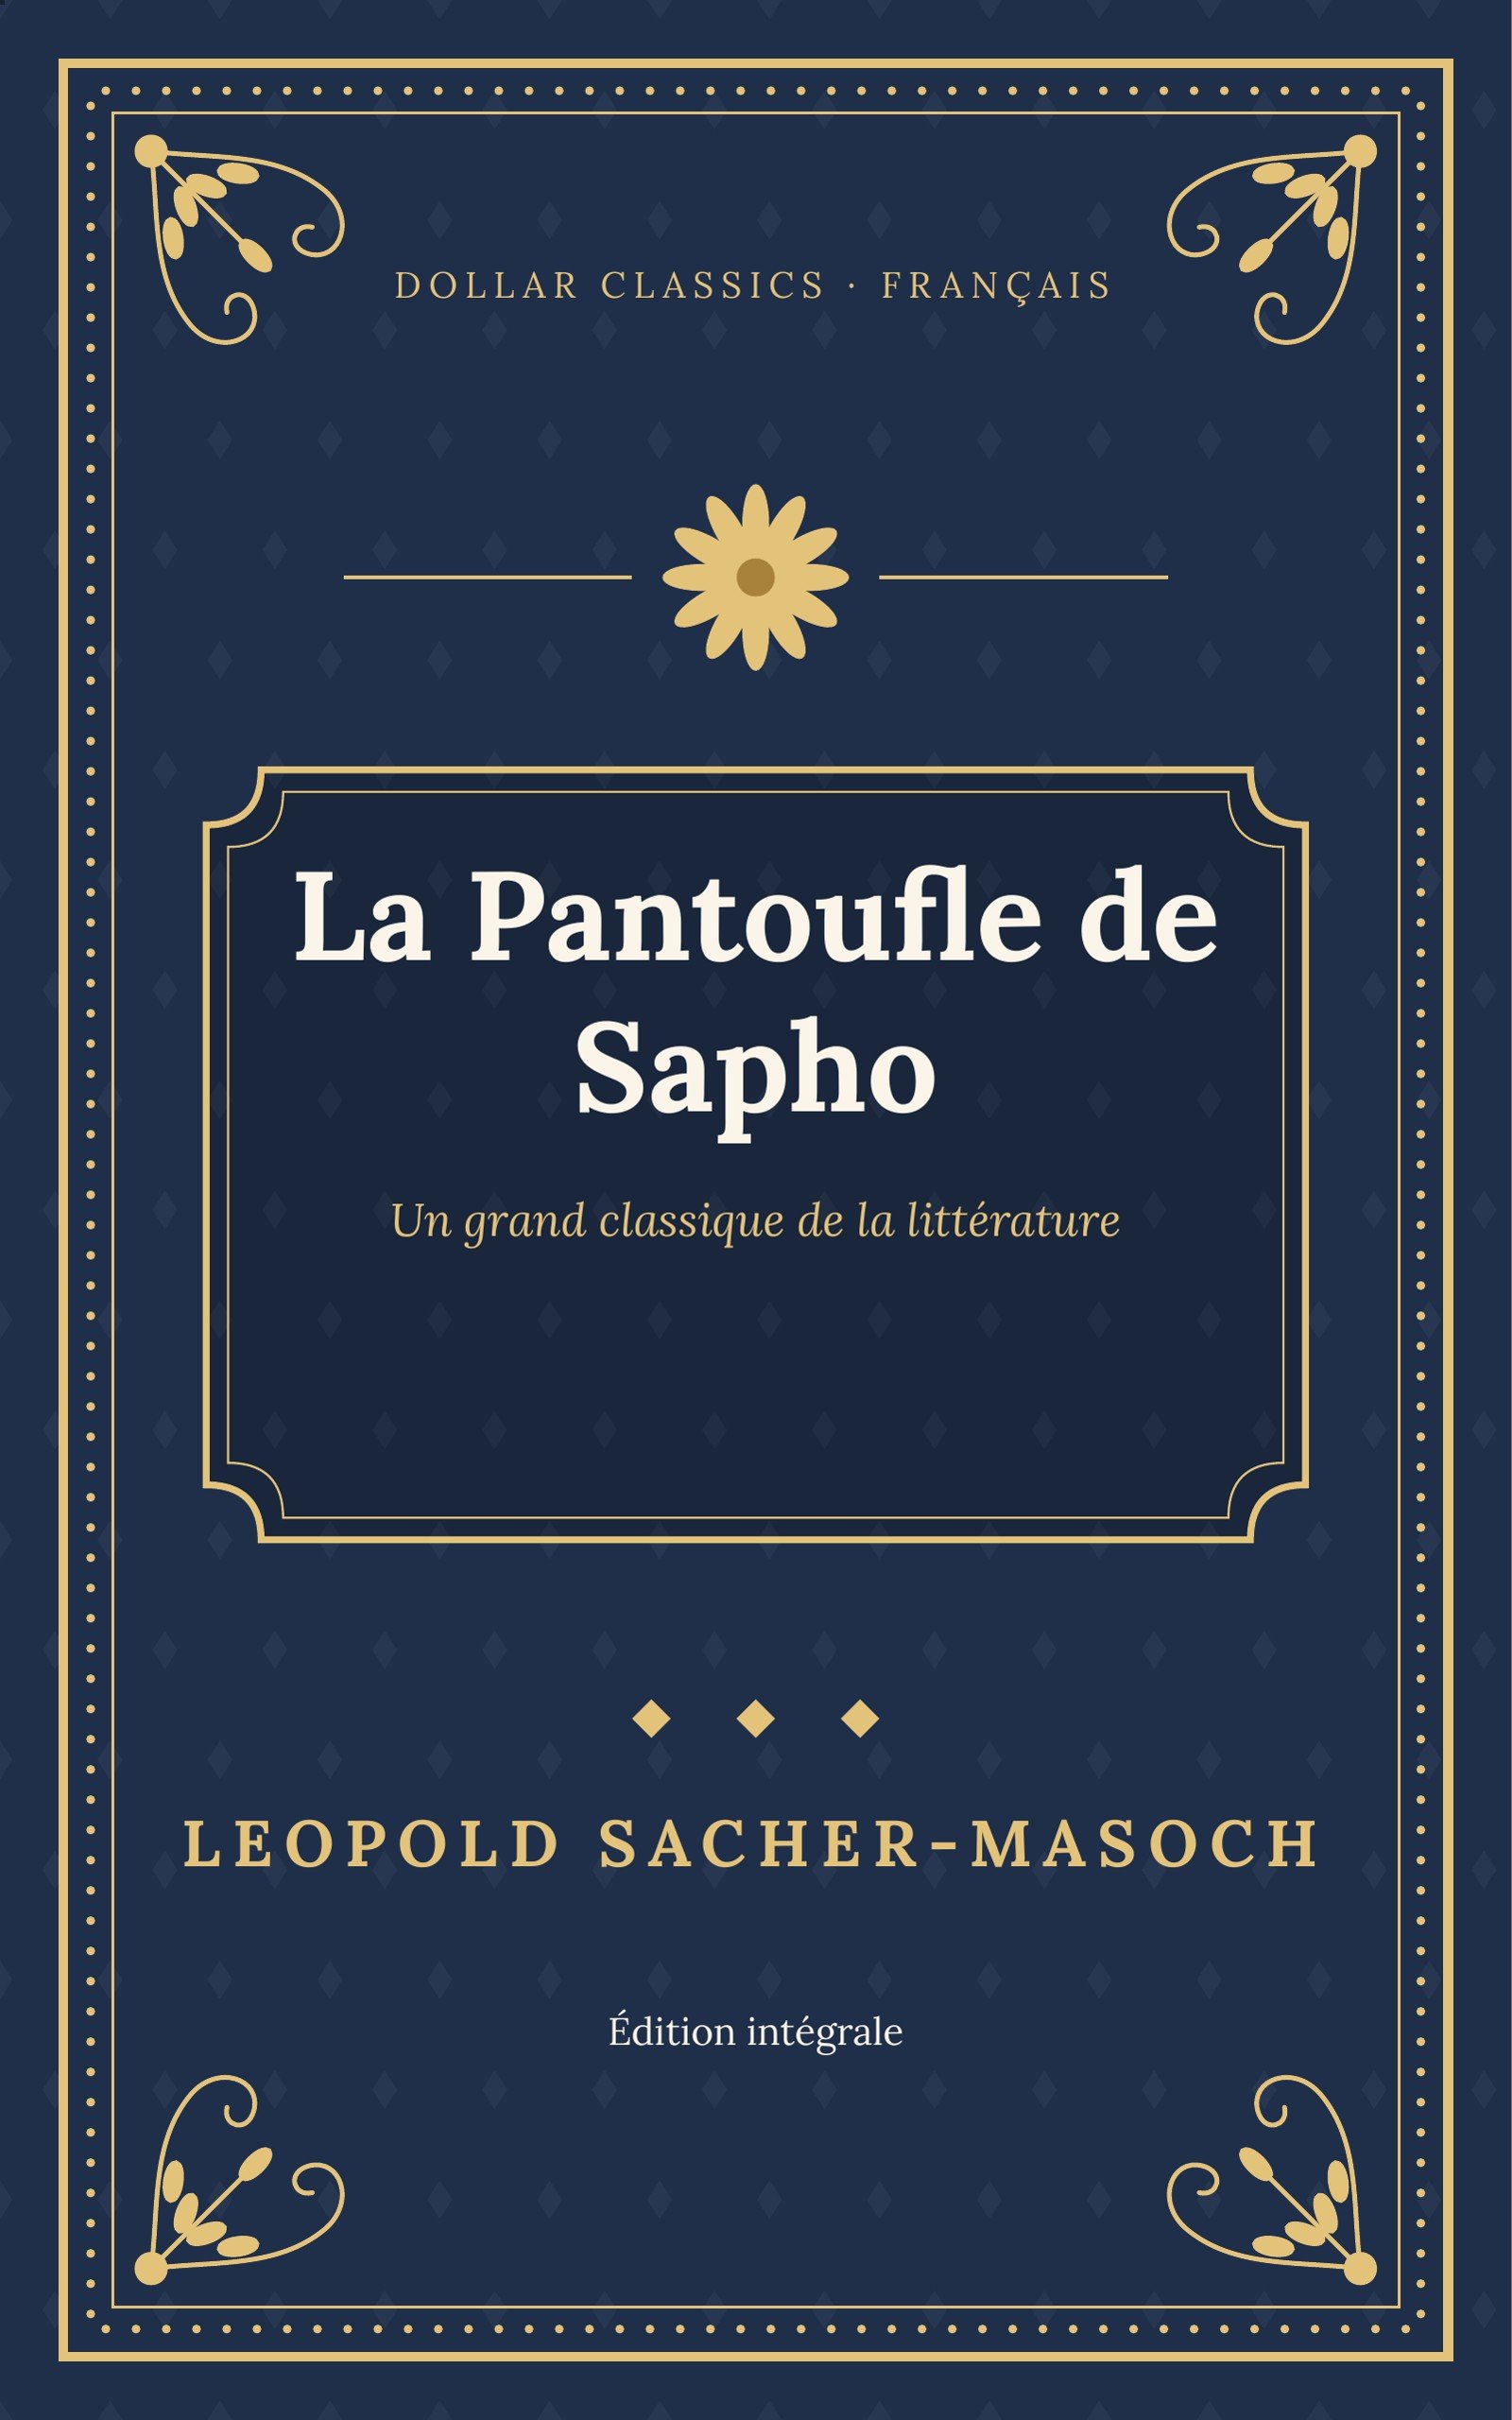 DOLLAR CLASSICS · FRANÇAIS
La Pantoufle de
Sapho
Un grand classique de la littérature
LEOPOLD SACHER-MASOCH
Édition intégrale